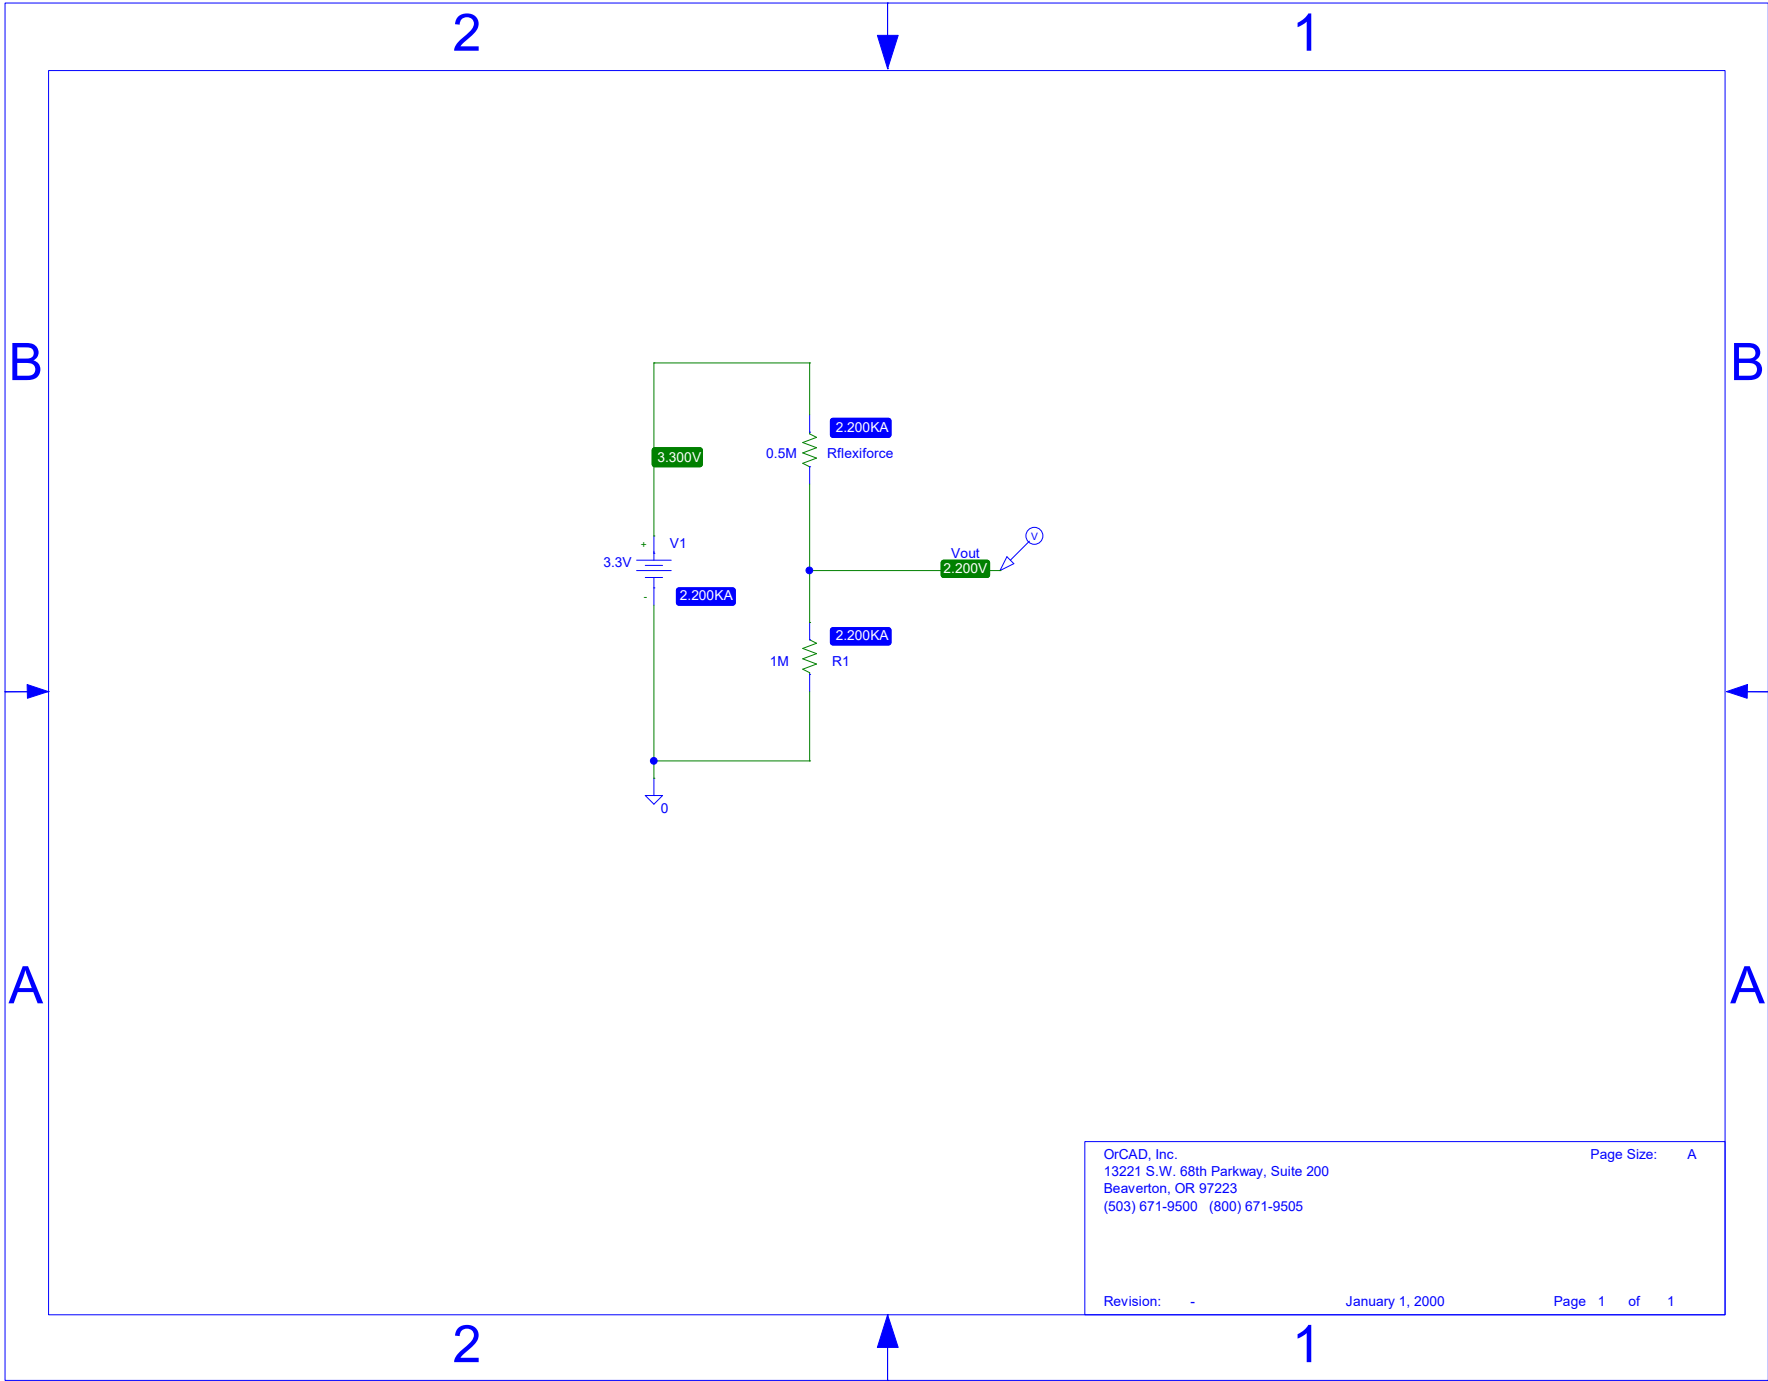 2 1
B B
2.200KA
0.5M Rflexiforce
3.300V
V
+ V1
Vout
3.3V
2.200V
- 2.200KA
2.200KA
1M R1
0
A A
OrCAD, Inc. Page Size: A
13221 S.W. 68th Parkway, Suite 200
Beaverton, OR 97223
(503) 671-9500 (800) 671-9505
Revision: - January 1, 2000 Page 1 of 1
2 1